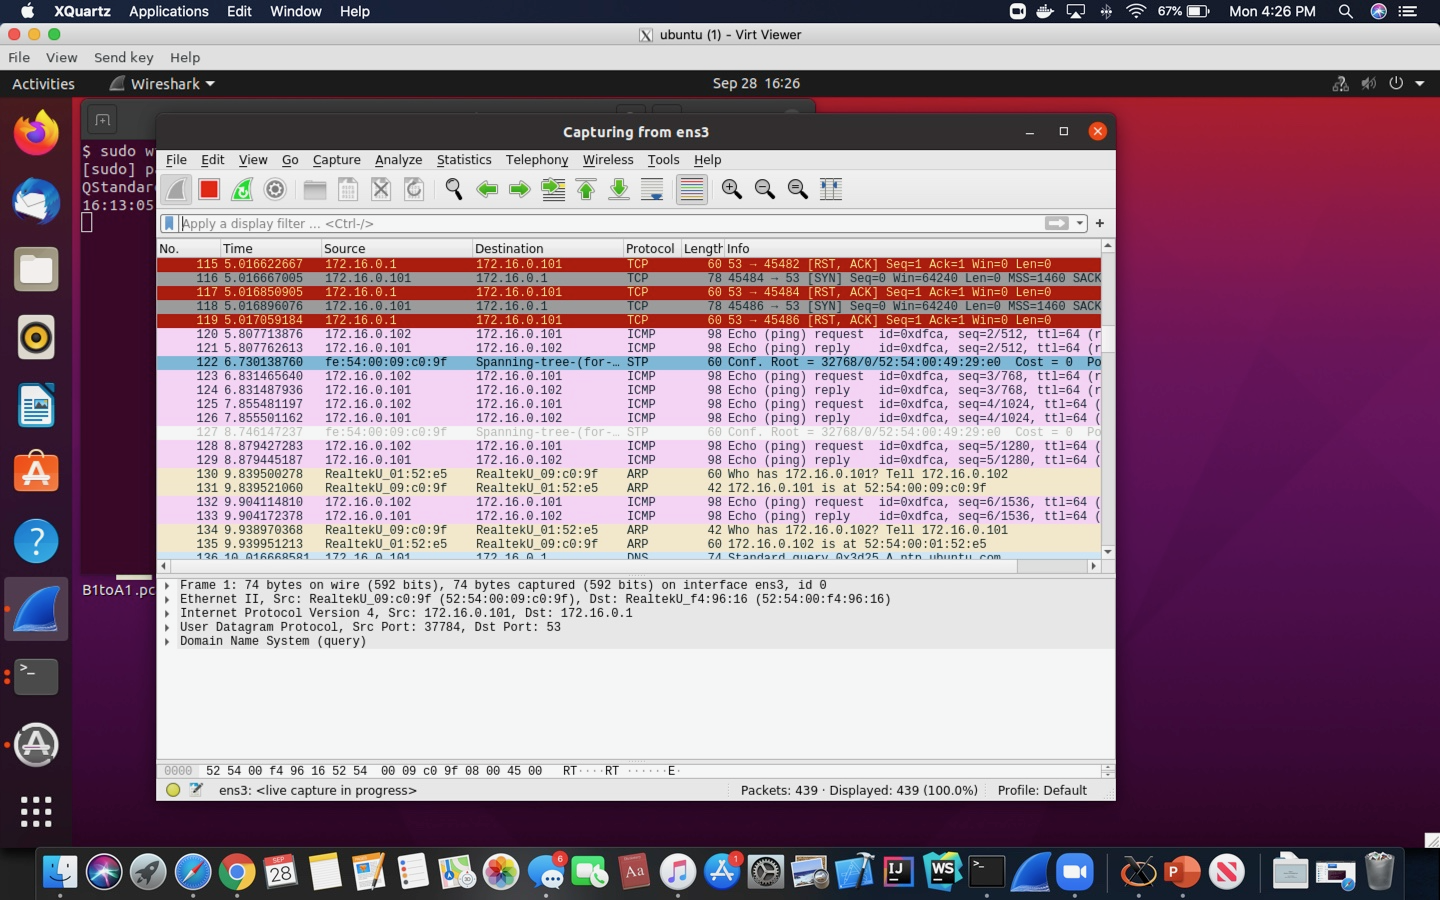 XQuartz Applications Edit Window Help 67% Mon 4:26 PM
ubuntu (1) - Virt Viewer
File View Send key Help
Activities Wireshark Sep 28 16:26
Capturing from ens3
$ sudo w
[sudo] p
QStandar
16:13:05
File Edit View Go Capture Analyze Statistics Telephony Wireless Tools Help
Apply a display filter ... <Ctrl-/> +
No. Time Source Destination Protocol Length Info
115 5.016622667 172.16.0.1 172.16.0.101 TCP 60 53 → 45482 [RST, ACK] Seq=1 Ack=1 Win=0 Len=0
116 5.016667005 172.16.0.101 172.16.0.1 TCP 78 45484 → 53 [SYN] Seq=0 Win=64240 Len=0 MSS=1460 SACK
117 5.016850905 172.16.0.1 172.16.0.101 TCP 60 53 → 45484 [RST, ACK] Seq=1 Ack=1 Win=0 Len=0
118 5.016896076 172.16.0.101 172.16.0.1 TCP 78 45486 → 53 [SYN] Seq=0 Win=64240 Len=0 MSS=1460 SACK
119 5.017059184 172.16.0.1 172.16.0.101 TCP 60 53 → 45486 [RST, ACK] Seq=1 Ack=1 Win=0 Len=0
120 5.807713876 172.16.0.102 172.16.0.101 ICMP 98 Echo (ping) request id=0xdfca, seq=2/512, ttl=64 (r
121 5.807762613 172.16.0.101 172.16.0.102 ICMP 98 Echo (ping) reply id=0xdfca, seq=2/512, ttl=64 (r
122 6.730138760 fe:54:00:09:c0:9f Spanning-tree-(for-… STP 60 Conf. Root = 32768/0/52:54:00:49:29:e0 Cost = 0 Po
123 6.831465640 172.16.0.102 172.16.0.101 ICMP 98 Echo (ping) request id=0xdfca, seq=3/768, ttl=64 (r
124 6.831487936 172.16.0.101 172.16.0.102 ICMP 98 Echo (ping) reply id=0xdfca, seq=3/768, ttl=64 (r
125 7.855481197 172.16.0.102 172.16.0.101 ICMP 98 Echo (ping) request id=0xdfca, seq=4/1024, ttl=64 (
126 7.855501162 172.16.0.101 172.16.0.102 ICMP 98 Echo (ping) reply id=0xdfca, seq=4/1024, ttl=64 (
127 8.746147237 fe:54:00:09:c0:9f Spanning-tree-(for-… STP 60 Conf. Root = 32768/0/52:54:00:49:29:e0 Cost = 0 Po
128 8.879427283 172.16.0.102 172.16.0.101 ICMP 98 Echo (ping) request id=0xdfca, seq=5/1280, ttl=64 (
129 8.879445187 172.16.0.101 172.16.0.102 ICMP 98 Echo (ping) reply id=0xdfca, seq=5/1280, ttl=64 (
130 9.839500278 RealtekU_01:52:e5 RealtekU_09:c0:9f ARP 60 Who has 172.16.0.101? Tell 172.16.0.102
131 9.839521060 RealtekU_09:c0:9f RealtekU_01:52:e5 ARP 42 172.16.0.101 is at 52:54:00:09:c0:9f
132 9.904114810 172.16.0.102 172.16.0.101 ICMP 98 Echo (ping) request id=0xdfca, seq=6/1536, ttl=64 (
133 9.904172378 172.16.0.101 172.16.0.102 ICMP 98 Echo (ping) reply id=0xdfca, seq=6/1536, ttl=64 (
134 9.938970368 RealtekU_09:c0:9f RealtekU_01:52:e5 ARP 42 Who has 172.16.0.102? Tell 172.16.0.101
135 9.939951213 RealtekU_01:52:e5 RealtekU_09:c0:9f ARP 60 172.16.0.102 is at 52:54:00:01:52:e5
136 10.016668581 172.16.0.101 172.16.0.1 DNS 74 Standard query 0x3d25 A ntp.ubuntu.com
Frame 1: 74 bytes on wire (592 bits), 74 bytes captured (592 bits) on interface ens3, id 0
Ethernet II, Src: RealtekU_09:c0:9f (52:54:00:09:c0:9f), Dst: RealtekU_f4:96:16 (52:54:00:f4:96:16)
Internet Protocol Version 4, Src: 172.16.0.101, Dst: 172.16.0.1
User Datagram Protocol, Src Port: 37784, Dst Port: 53
Domain Name System (query)
B1toA1.pc
0000 52 54 00 f4 96 16 52 54 00 09 c0 9f 08 00 45 00 RT····RT ······E·
ens3: <live capture in progress> Packets: 439 · Displayed: 439 (100.0%) Profile: Default
SEP
28
6
Aa
1
IJ
WS
>_
P